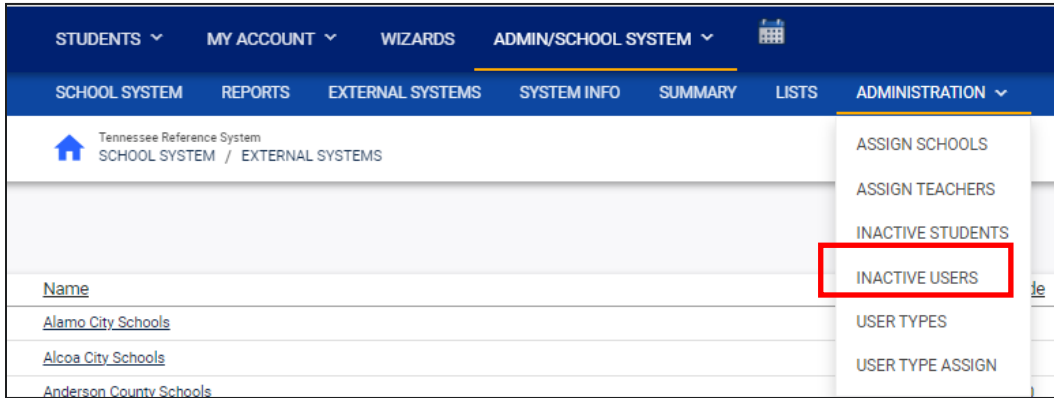 STUDENTS MY ACCOUNT WIZARDS ADMIN/SCHOOL SYSTEM
SCHOOL SYSTEM REPORTS EXTERNAL SYSTEMS SYSTEM INFO SUMMARY LISTS ADMINISTRATION
Tennessee Reference System
SCHOOL SYSTEM / EXTERNAL SYSTEMS
ASSIGN SCHOOLS
ASSIGN TEACHERS
INACTIVE STUDENTS
INACTIVE USERS
USER TYPES
USER TYPE ASSIGN
Name
Alamo City Schools
Alcoa City Schools
Anderson County Schools